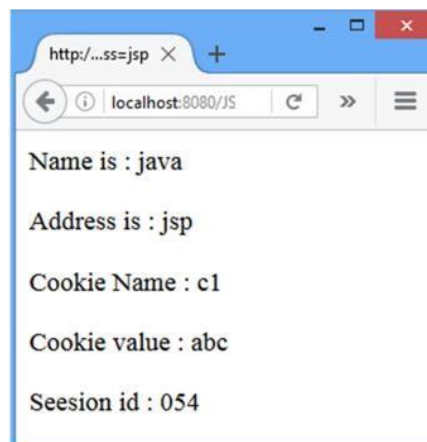 http:/...ss=jsp
localhost:8080/JS
Name is : java
Address is : jsp
Cookie Name : c1
Cookie value : abc
Seesion id : 054